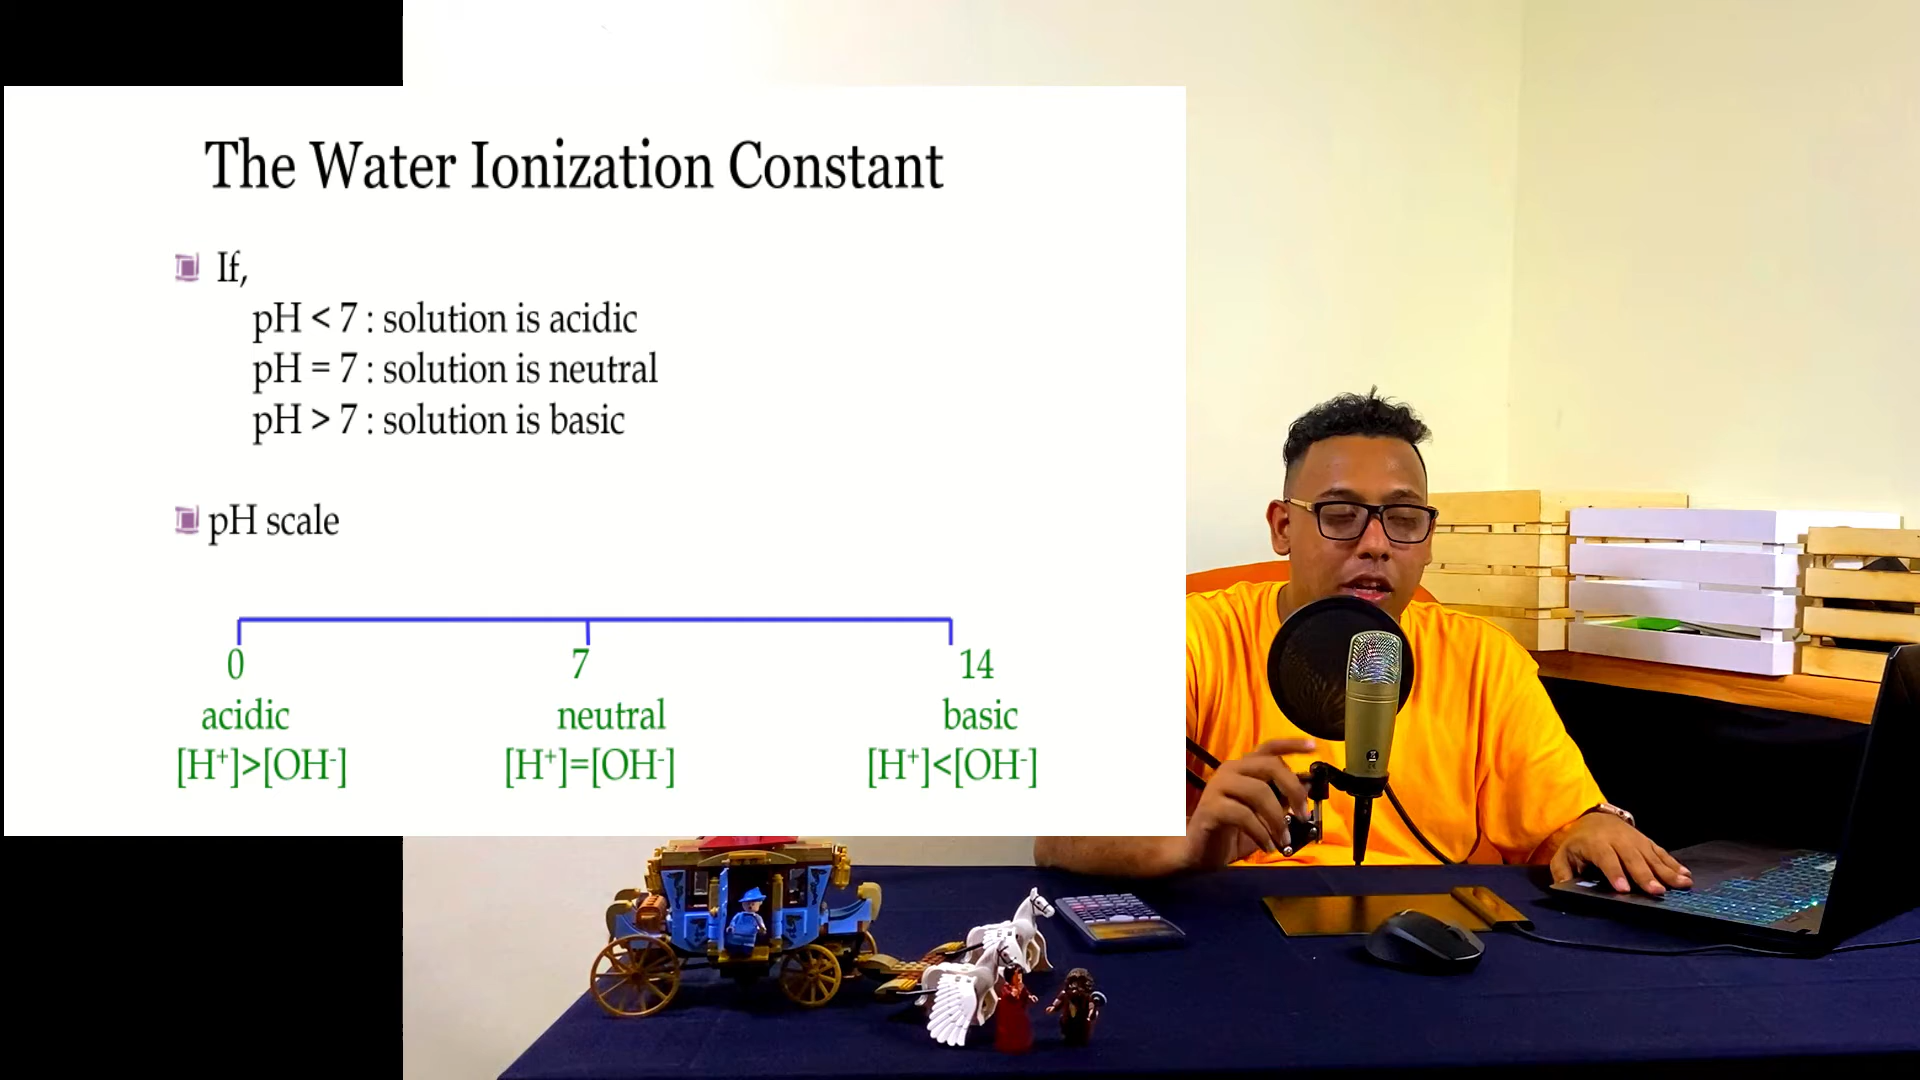 The Water Ionization Constant
If,
pH < 7 : solution is acidic
pH = 7 : solution is neutral
pH > 7 : solution is basic
pH scale
0 7 14
acidic neutral basic
[H⁺]>[OH⁻] [H⁺]=[OH⁻] [H⁺]<[OH⁻]